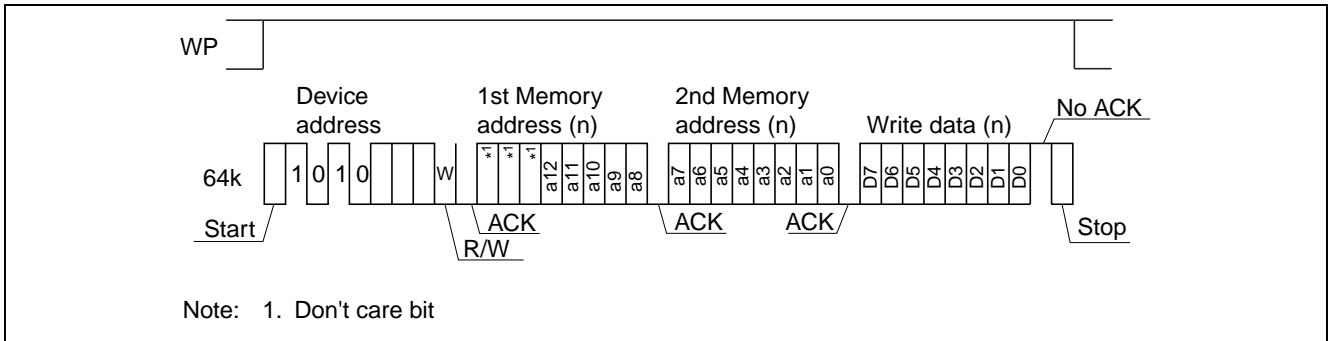 WP
Device address
1st Memory address (n)
2nd Memory address (n)
Write data (n)
No ACK
64k
1 0 1 0
W
*1 *1 *1 a12 a11 a10 a9 a8
a7 a6 a5 a4 a3 a2 a1 a0
D7 D6 D5 D4 D3 D2 D1 D0
Start
R/W
ACK
ACK
ACK
Stop
Note: 1. Don't care bit